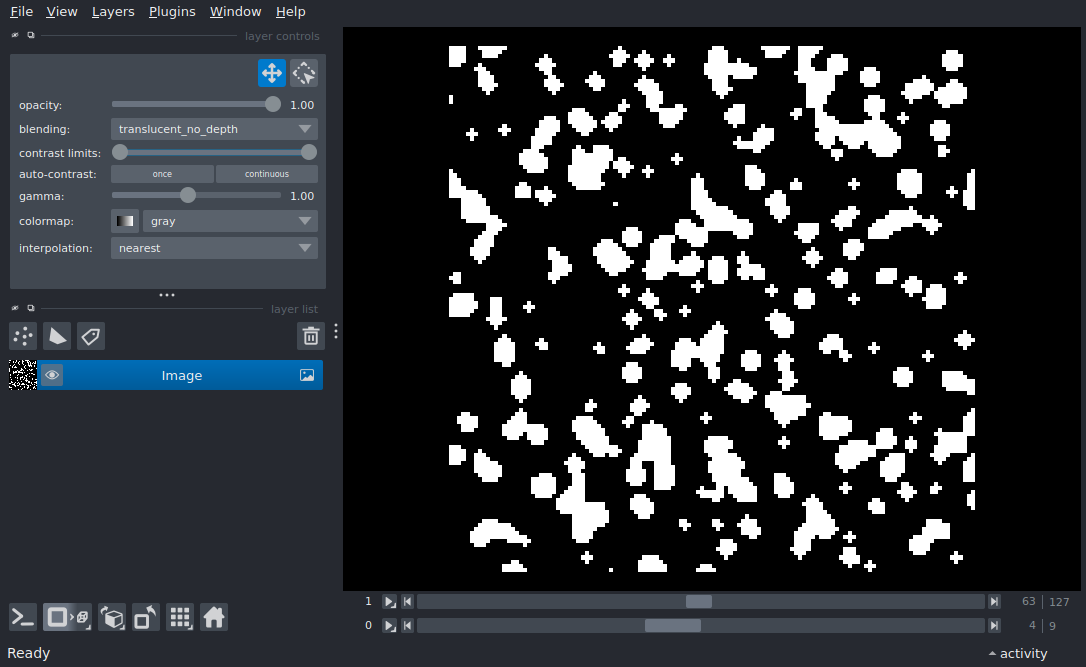 File View Layers Plugins Window Help
layer controls
opacity: 1.00
blending: translucent_no_depth
contrast limits:
auto-contrast: once continuous
gamma: 1.00
colormap: gray
interpolation: nearest
layer list
Image
1 63 127
0 4 9
Ready activity